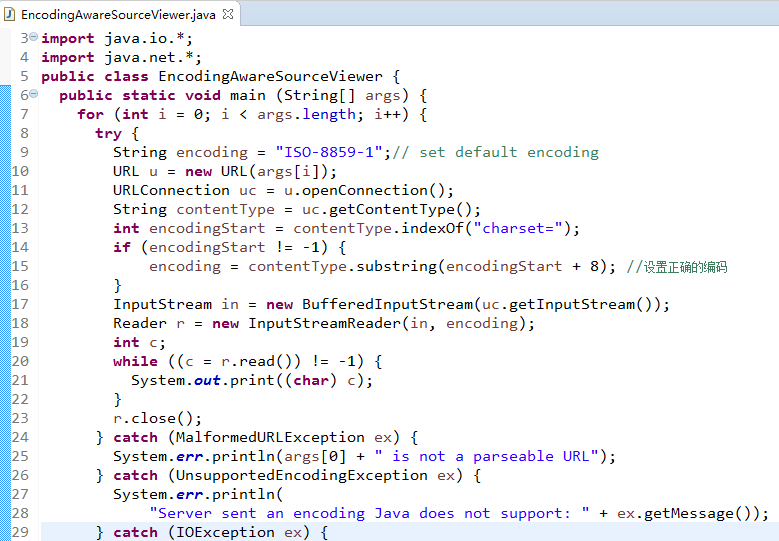 EncodingAwareSourceViewer.java
3 import java.io.*;
4 import java.net.*;
5 public class EncodingAwareSourceViewer {
6 public static void main (String[] args) {
7 for (int i = 0; i < args.length; i++) {
8 try {
9 String encoding = "ISO-8859-1";// set default encoding
10 URL u = new URL(args[i]);
11 URLConnection uc = u.openConnection();
12 String contentType = uc.getContentType();
13 int encodingStart = contentType.indexOf("charset=");
14 if (encodingStart != -1) {
15 encoding = contentType.substring(encodingStart + 8); //设置正确的编码
16 }
17 InputStream in = new BufferedInputStream(uc.getInputStream());
18 Reader r = new InputStreamReader(in, encoding);
19 int c;
20 while ((c = r.read()) != -1) {
21 System.out.print((char) c);
22 }
23 r.close();
24 } catch (MalformedURLException ex) {
25 System.err.println(args[0] + " is not a parseable URL");
26 } catch (UnsupportedEncodingException ex) {
27 System.err.println(
28 "Server sent an encoding Java does not support: " + ex.getMessage());
29 } catch (IOException ex) {